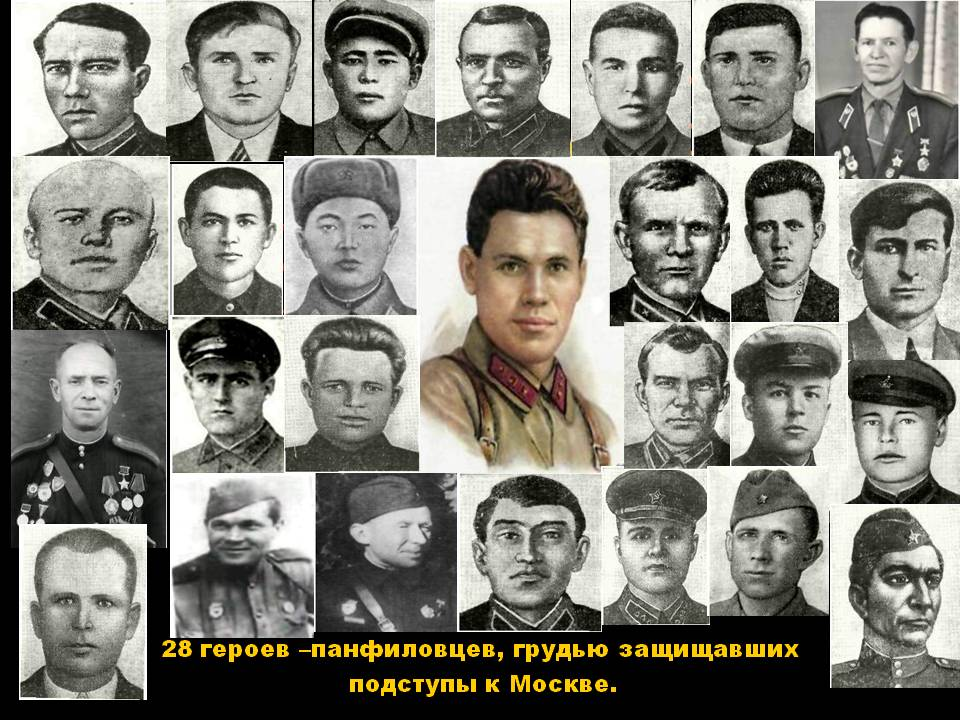 28 героев –панфиловцев, грудью защищавших
подступы к Москве.